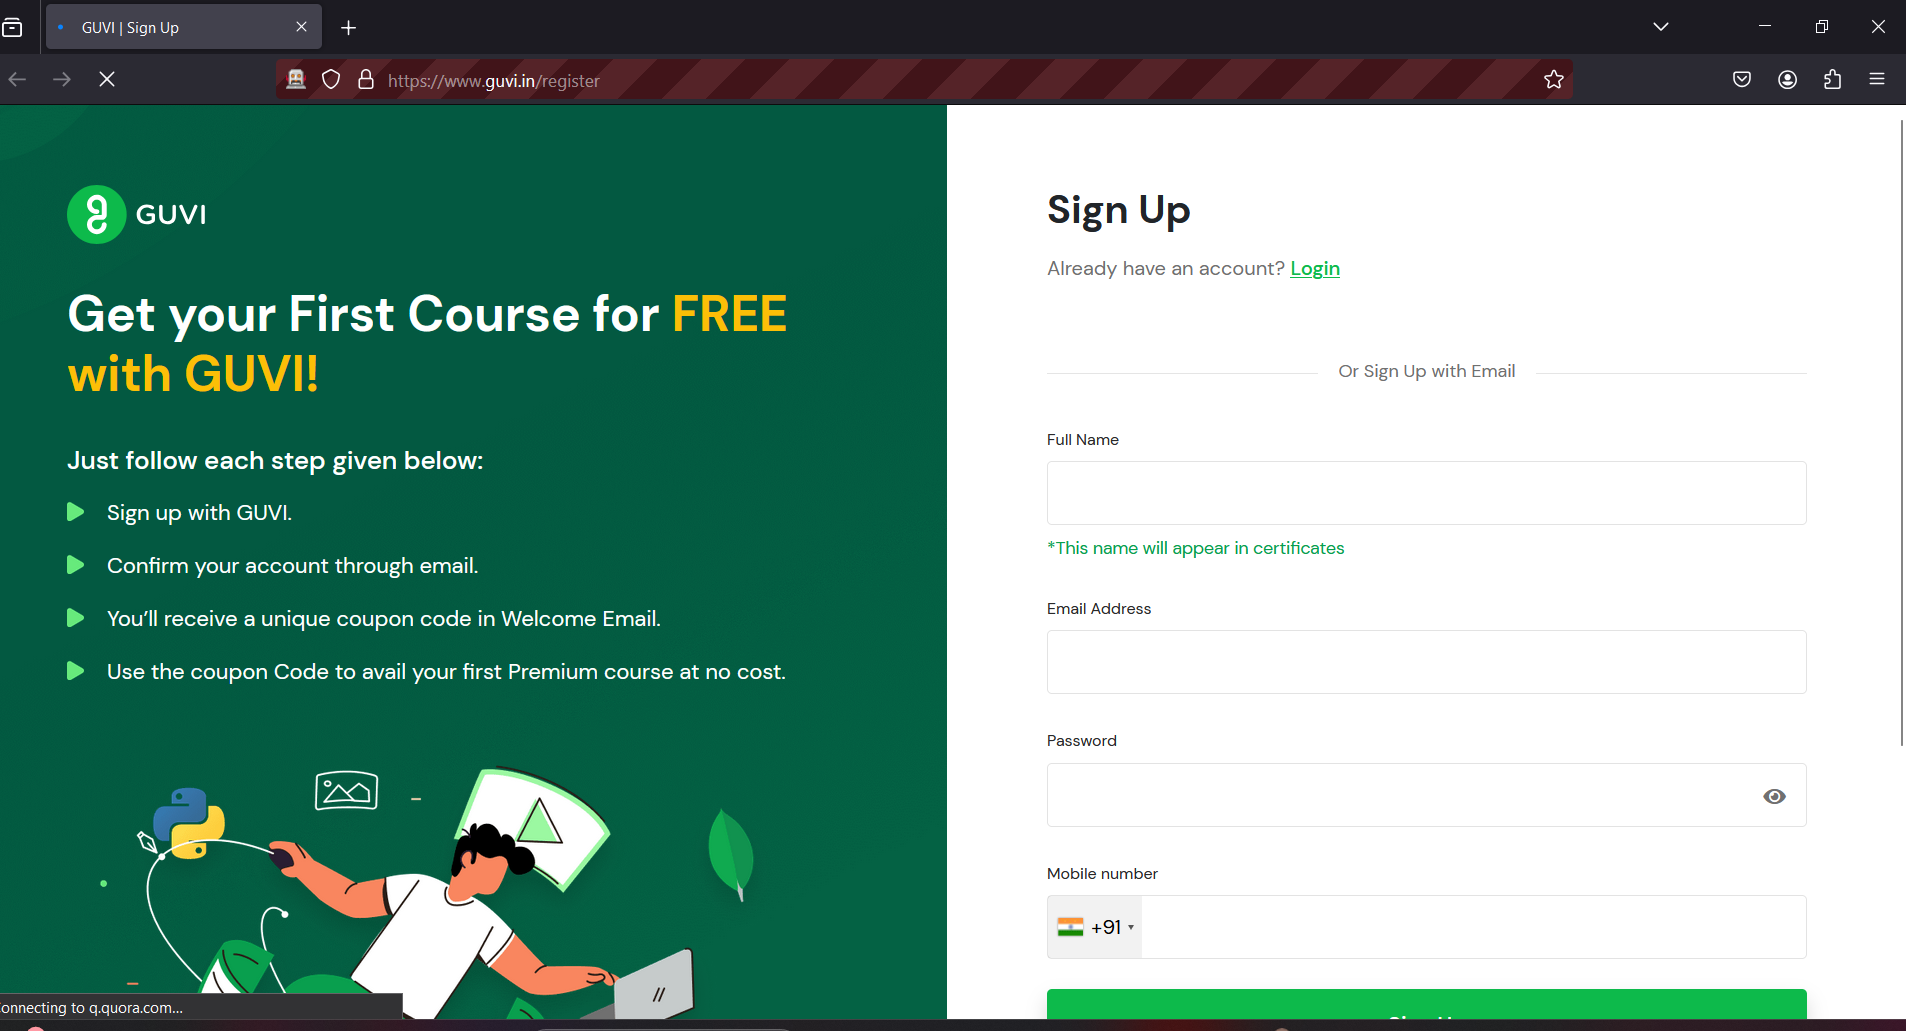 GUVI | Sign Up
https://www.guvi.in/register
GUVI
Get your First Course for FREE
with GUVI!
Just follow each step given below:
Sign up with GUVI.
Confirm your account through email.
You’ll receive a unique coupon code in Welcome Email.
Use the coupon Code to avail your first Premium course at no cost.
//
onnecting to q.quora.com...
Sign Up
Already have an account? Login
Or Sign Up with Email
Full Name
*This name will appear in certificates
Email Address
Password
Mobile number
+91